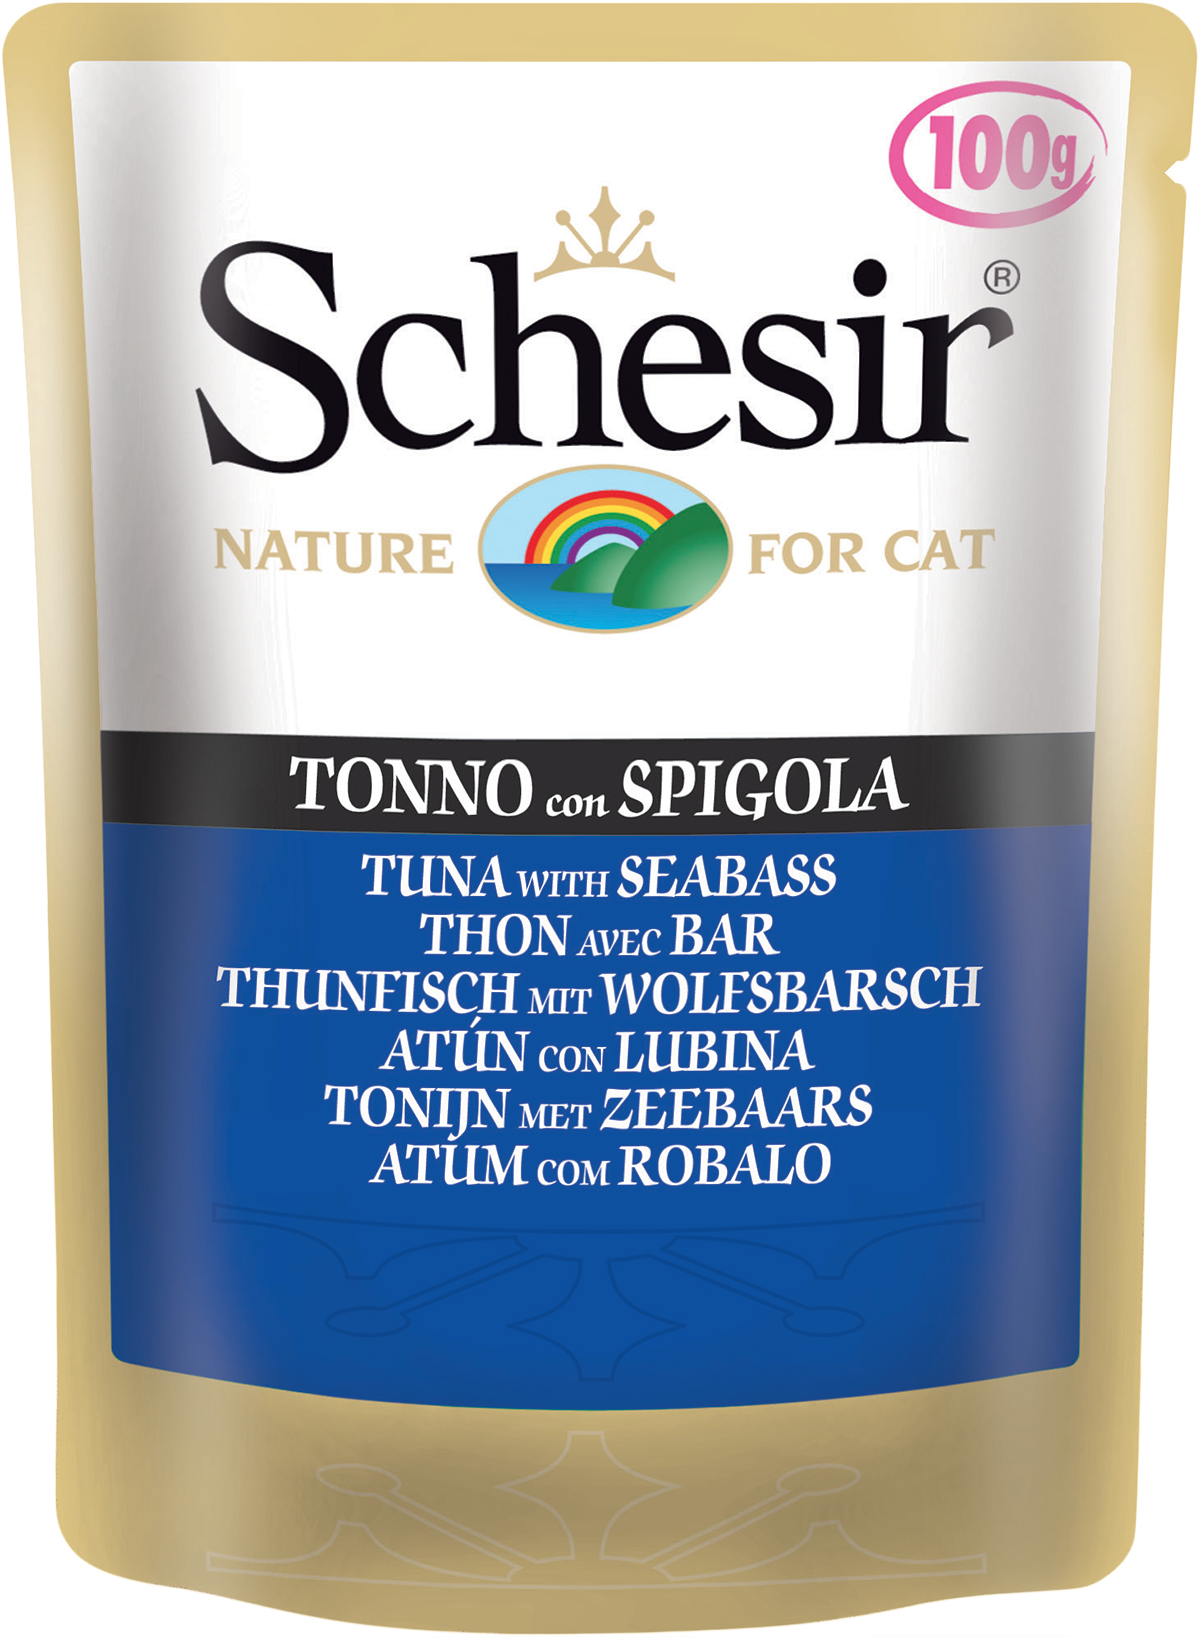 100g
Schesir®
NATURE FOR CAT
TONNO con SPIGOLA
TUNA WITH SEABASS
THON AVEC BAR
THUNFISCH MIT WOLFSBARSCH
ATÚN CON LUBINA
TONIJN MET ZEEBAARS
ATUM COM ROBALO